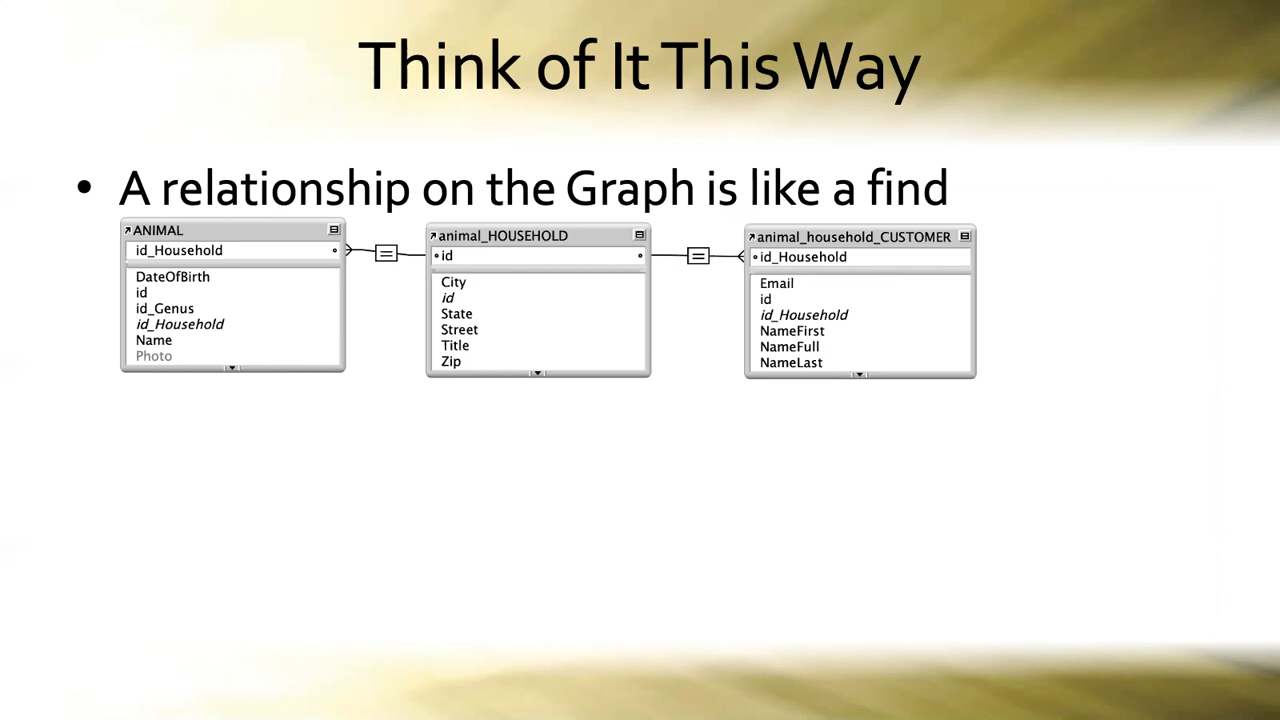 Think of It This Way
• A relationship on the Graph is like a find
ANIMAL
id_Household
DateOfBirth
id
id_Genus
id_Household
Name
Photo
animal_HOUSEHOLD
id
City
id
State
Street
Title
Zip
animal_household_CUSTOMER
id_Household
Email
id
id_Household
NameFirst
NameFull
NameLast